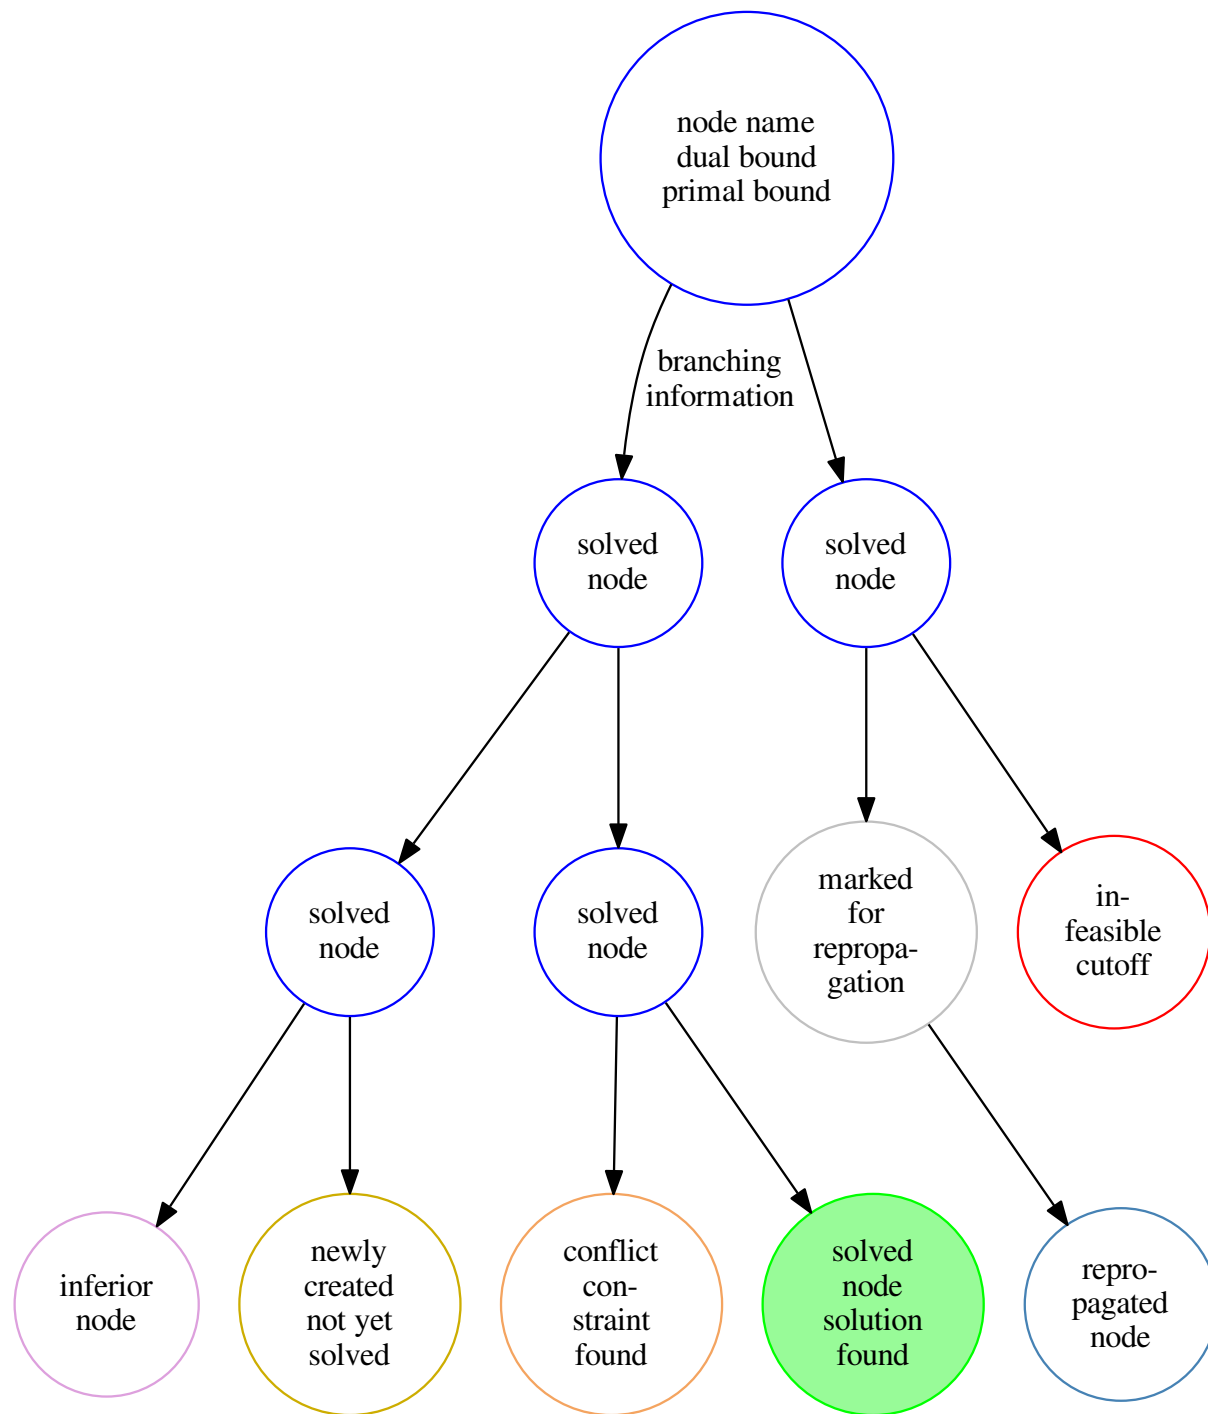 node name
dual bound
primal bound
branching
information
solved
node
solved
node
solved
node
solved
node
marked
for
repropa-
gation
in-
feasible
cutoff
inferior
node
newly
created
not yet
solved
conflict
con-
straint
found
solved
node
solution
found
repro-
pagated
node